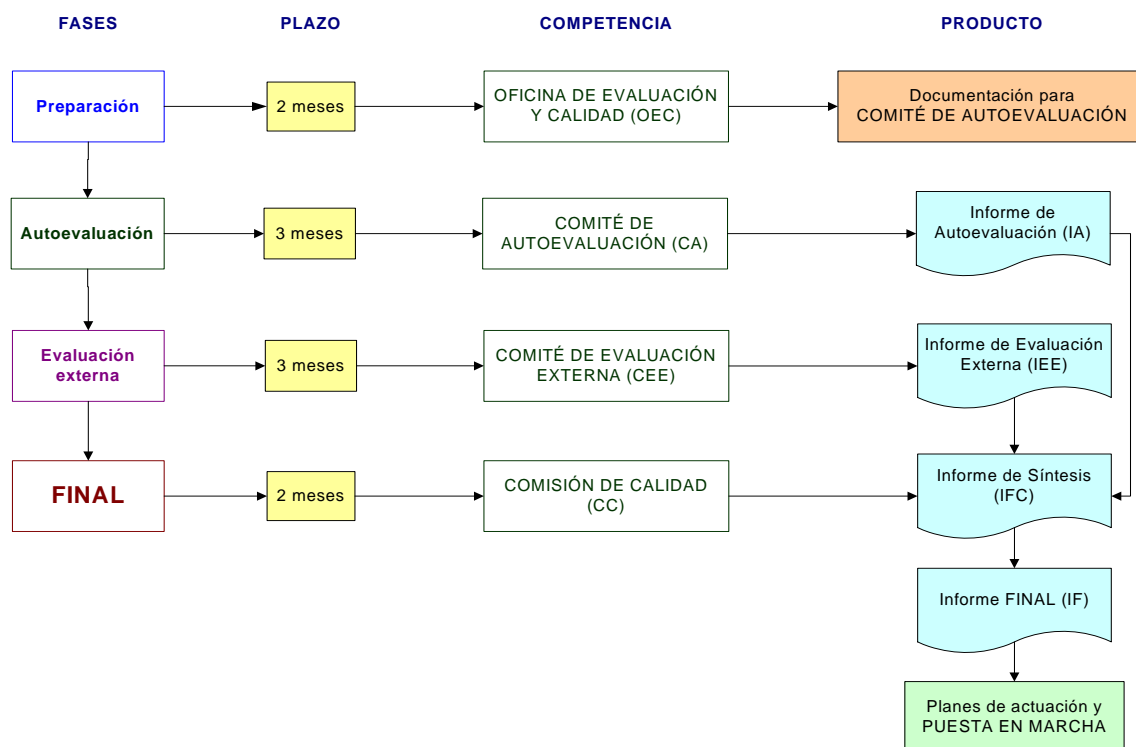 FASES
PLAZO
COMPETENCIA
PRODUCTO
Preparación
2 meses
OFICINA DE EVALUACIÓN
Y CALIDAD (OEC)
Documentación para
COMITÉ DE AUTOEVALUACIÓN
Autoevaluación
3 meses
COMITÉ DE
AUTOEVALUACIÓN (CA)
Informe de
Autoevaluación (IA)
Evaluación
externa
3 meses
COMITÉ DE EVALUACIÓN
EXTERNA (CEE)
Informe de Evaluación
Externa (IEE)
FINAL
2 meses
COMISIÓN DE CALIDAD
(CC)
Informe de Síntesis
(IFC)
Informe FINAL (IF)
Planes de actuación y
PUESTA EN MARCHA